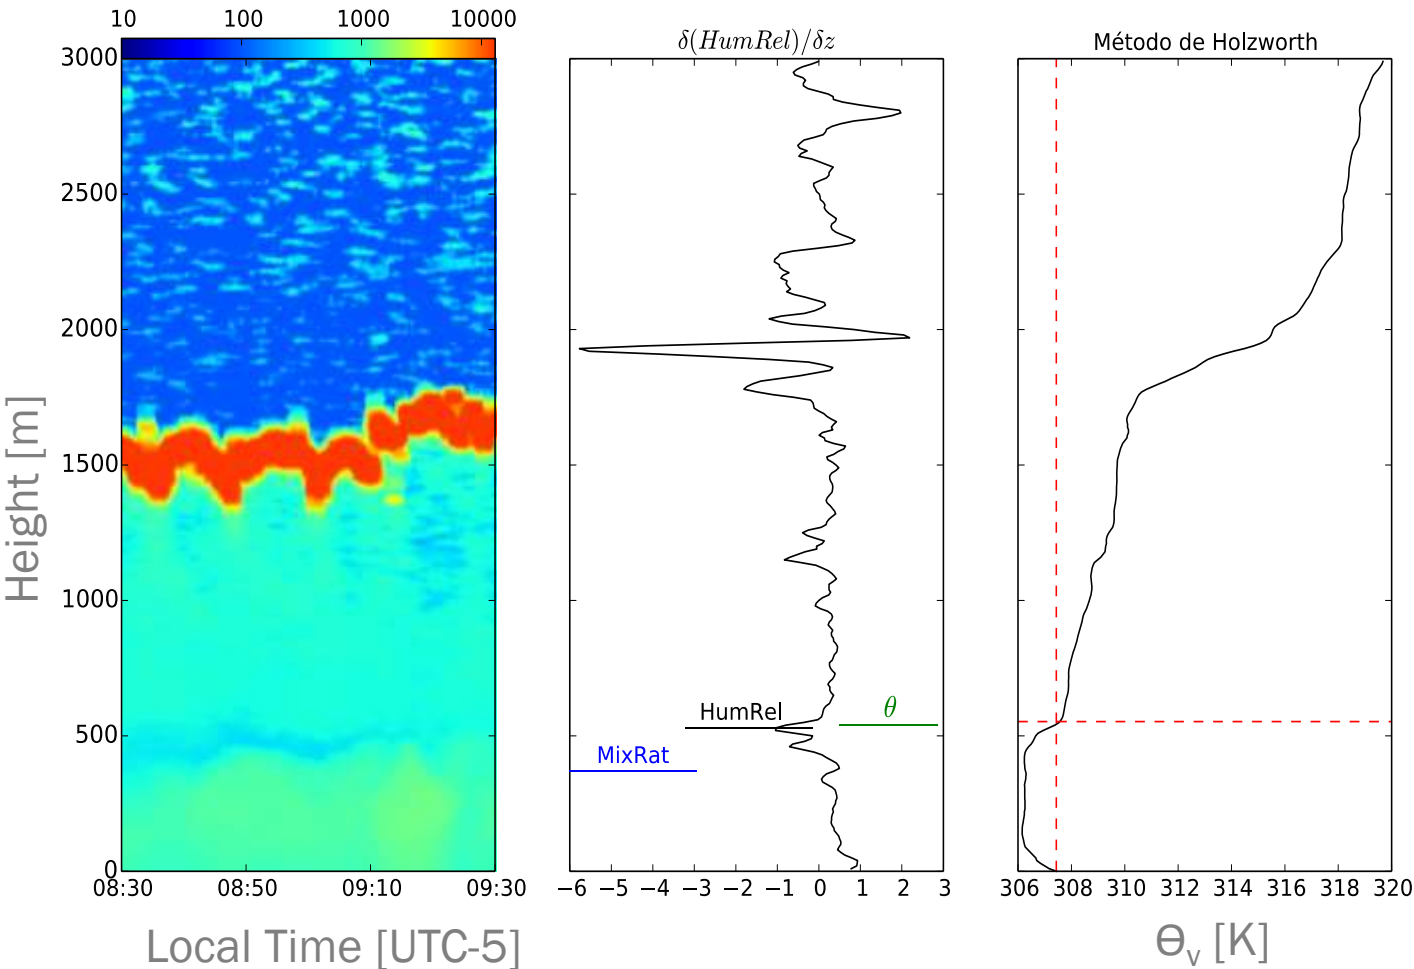 10 100 1000 10000
δ(HumRel)/δz
Método de Holzworth
3000
2500
2000
1500
1000
500
0
Height [m]
HumRel
θ
MixRat
08:30 08:50 09:10 09:30
−6 −5 −4 −3 −2 −1 0 1 2 3
306 308 310 312 314 316 318 320
Local Time [UTC-5]
Θv [K]